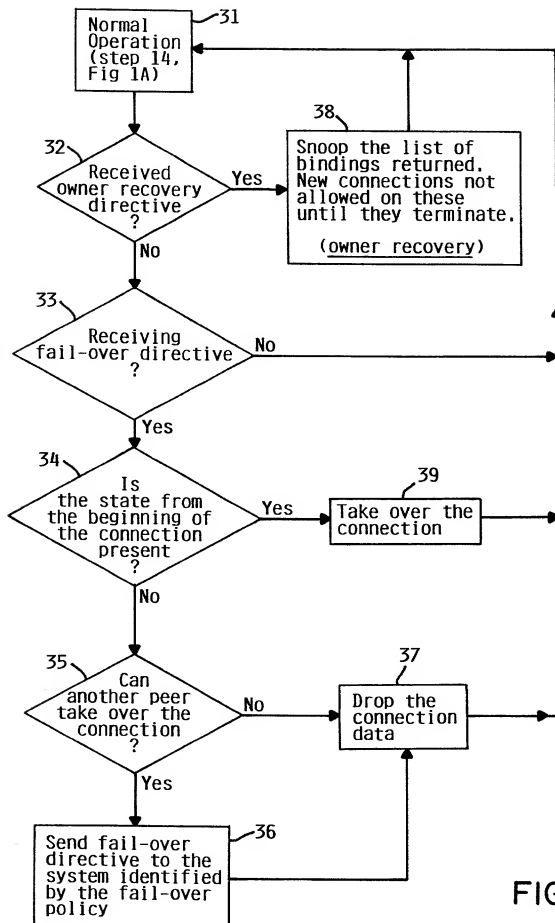 31
Normal
Operation
(step 14,
Fig 1A)
32
Received
owner recovery
directive
?
Yes
No
38
Snoop the list of
bindings returned.
New connections not
allowed on these
until they terminate.
(owner recovery)
33
Receiving
fail-over directive
?
No
Yes
34
Is
the state from
the beginning of
the connection
present
?
Yes
No
39
Take over the
connection
35
Can
another peer
take over the
connection
?
No
Yes
37
Drop the
connection
data
36
Send fail-over
directive to the
system identified
by the fail-over
policy
FIG